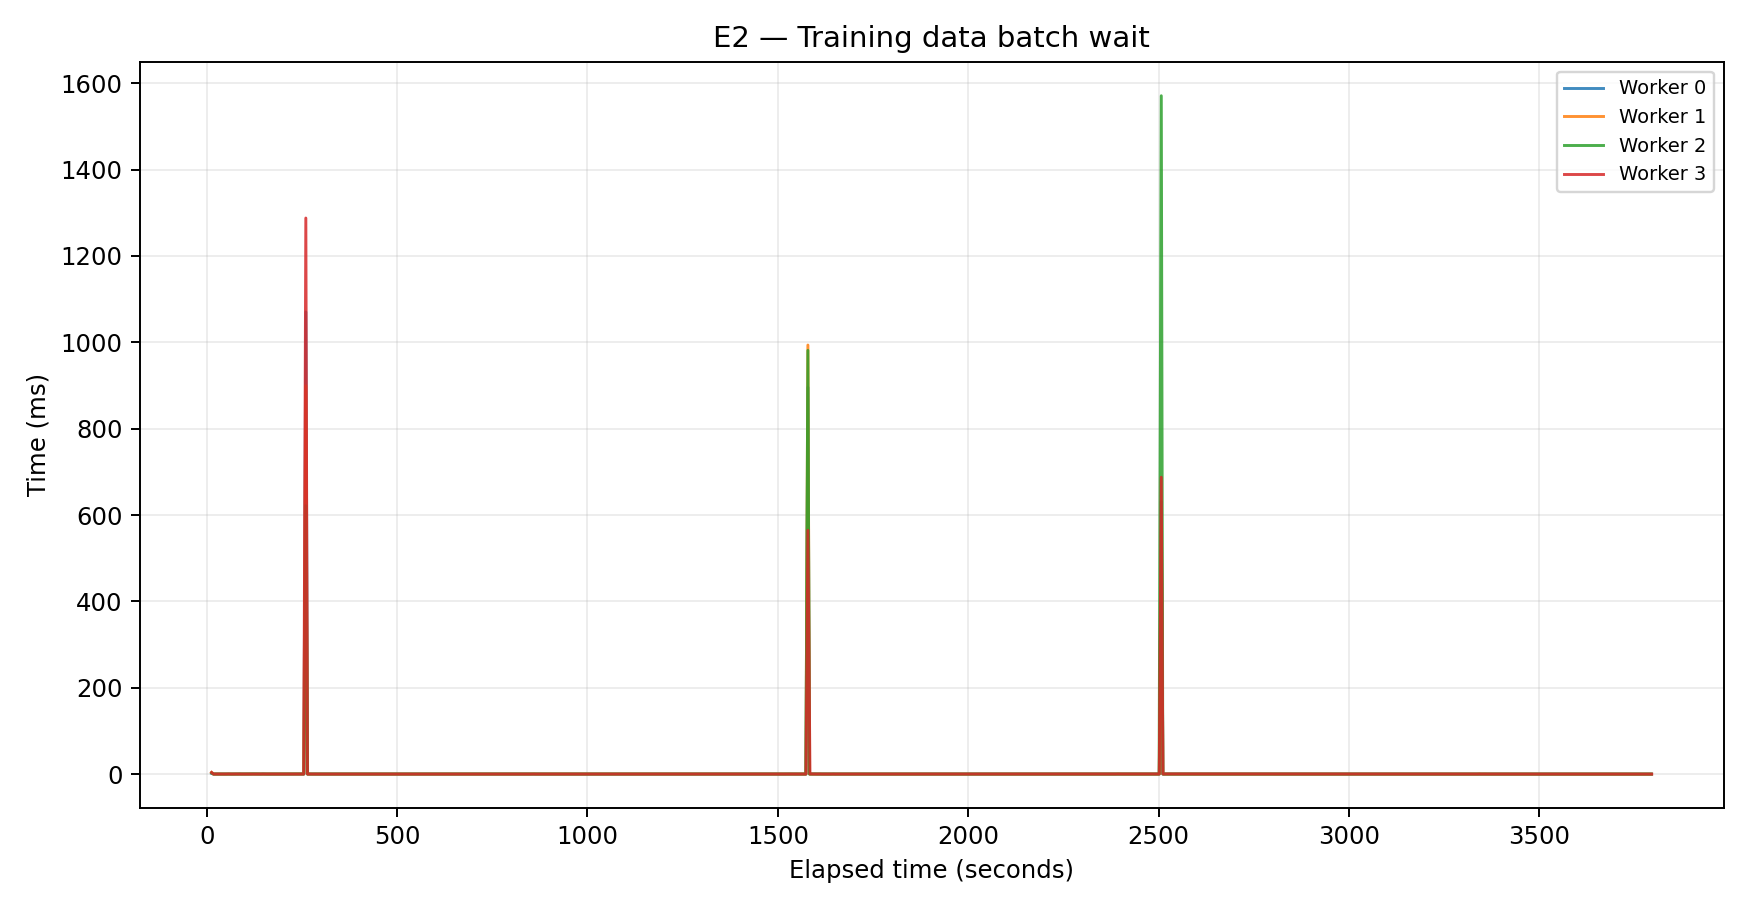 E2 — Training data batch wait
1600
1400
1200
1000
800
600
400
200
0
Time (ms)
Worker 0
Worker 1
Worker 2
Worker 3
0 500 1000 1500 2000 2500 3000 3500
Elapsed time (seconds)